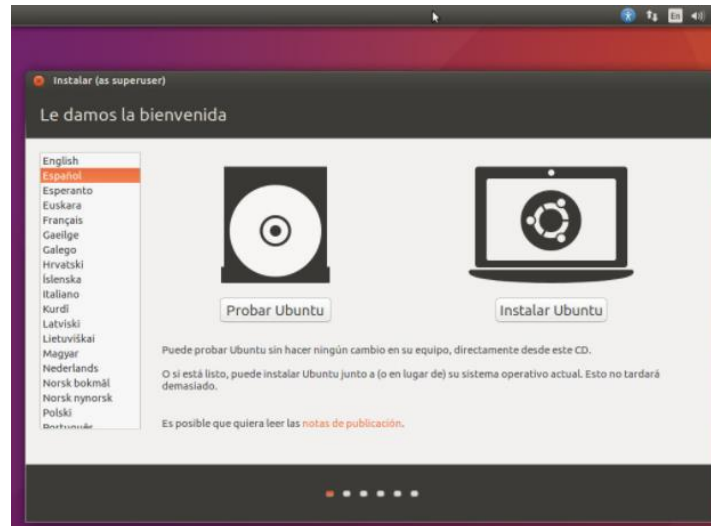 En
Instalar (as superuser)
Le damos la bienvenida
English
Español
Esperanto
Euskara
Français
Gaeilge
Galego
Hrvatski
Íslenska
Italiano
Kurdî
Latviski
Lietuviškai
Magyar
Nederlands
Norsk bokmål
Norsk nynorsk
Polski
Português
Probar Ubuntu
Instalar Ubuntu
Puede probar Ubuntu sin hacer ningún cambio en su equipo, directamente desde este CD.
O si está listo, puede instalar Ubuntu junto a (o en lugar de) su sistema operativo actual. Esto no tardará
demasiado.
Es posible que quiera leer las notas de publicación.